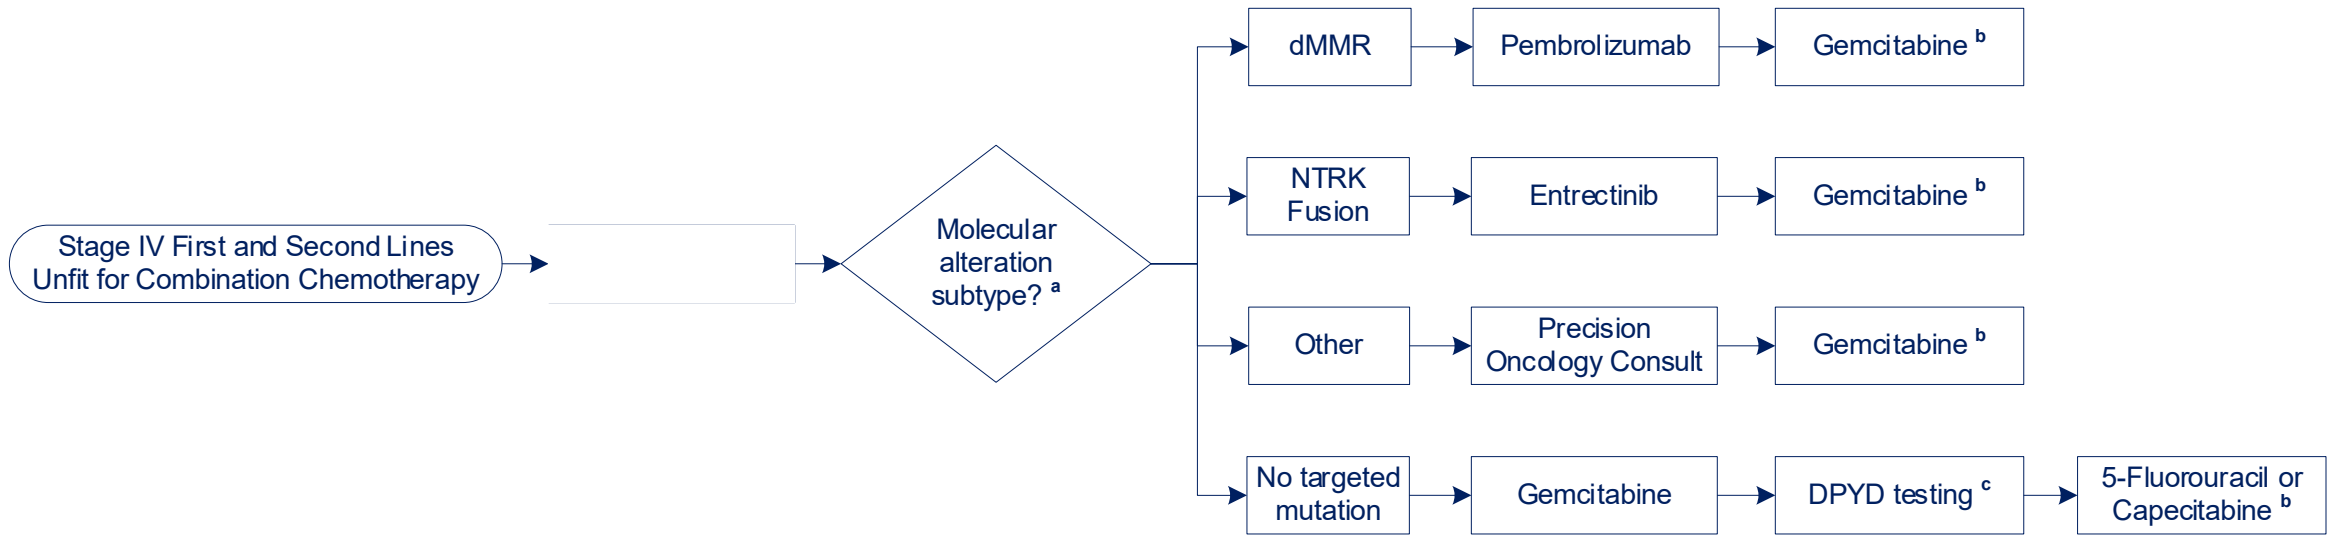 Stage IV First and Second Lines
Unfit for Combination Chemotherapy
Molecular
alteration
subtype? a
dMMR
Pembrolizumab
Gemcitabine b
NTRK
Fusion
Entrectinib
Gemcitabine b
Other
Precision
Oncology Consult
Gemcitabine b
No targeted
mutation
Gemcitabine
DPYD testing c
5-Fluorouracil or
Capecitabine b